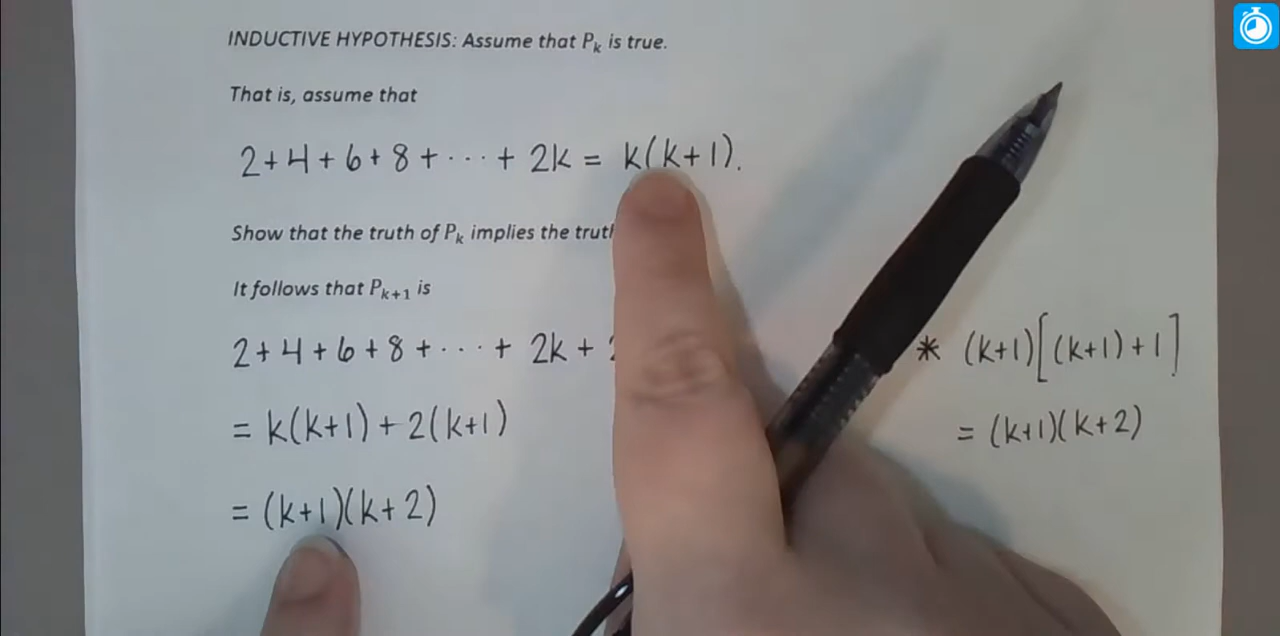 INDUCTIVE HYPOTHESIS: Assume that Pₖ is true.
That is, assume that
2+4+6+8+···+ 2k = k(k+1).
Show that the truth of Pₖ implies the
It follows that Pₖ₊₁ is
2+4+6+8+···+ 2k +
* (k+1)[(k+1)+1]
= k(k+1)+2(k+1)
= (k+1)(k+2)
= (k+1)(k+2)